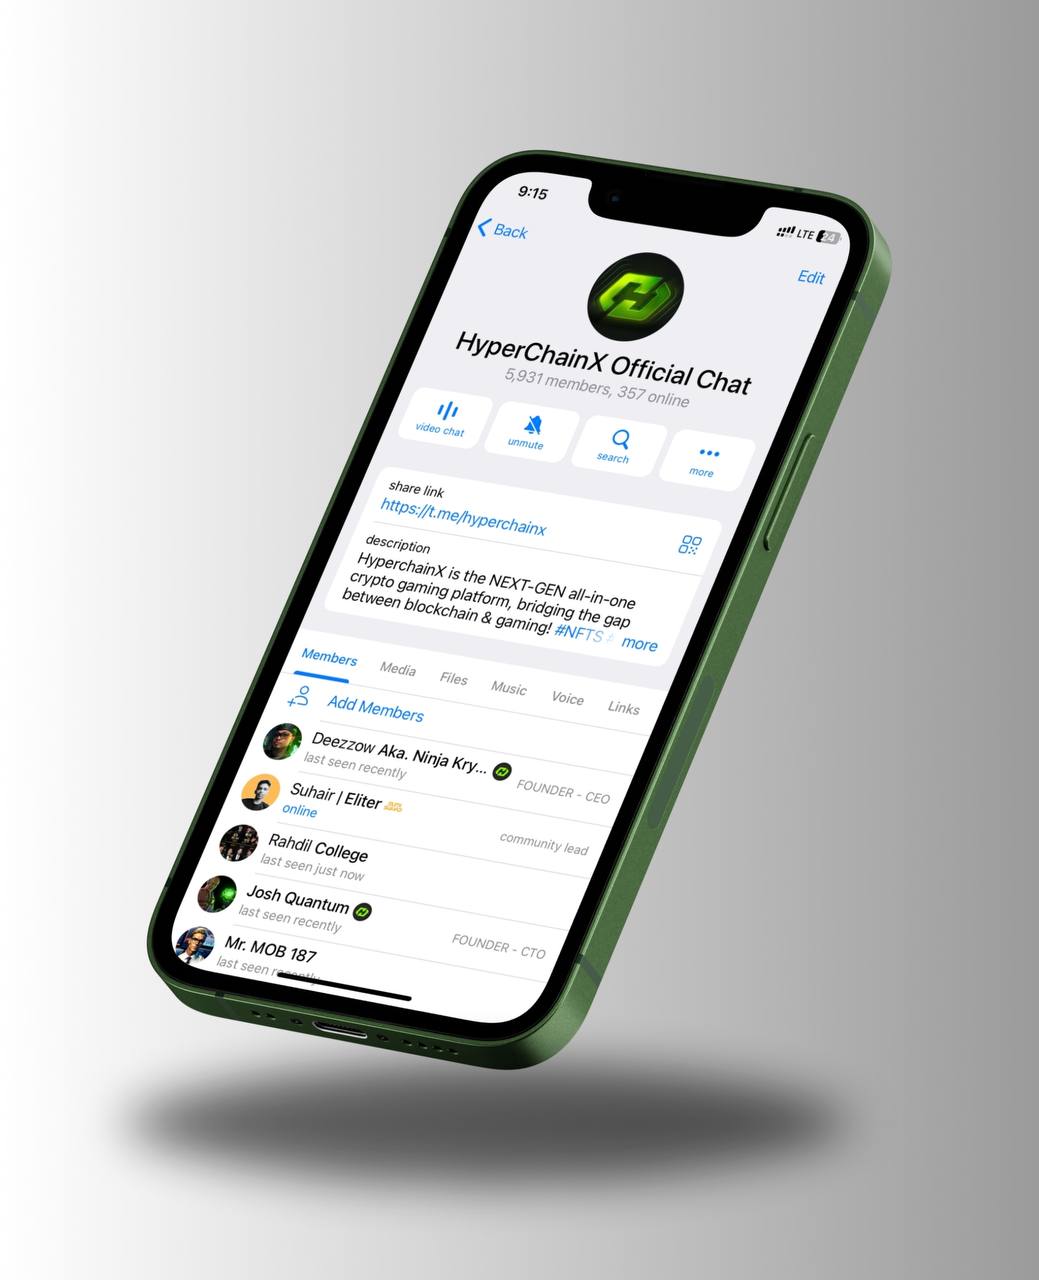 9:15
LTE 24
Back
Edit
HyperChainX Official Chat
5,931 members, 357 online
video chat
unmute
search
more
share link
https://t.me/hyperchainx
description
HyperchainX is the NEXT-GEN all-in-one
crypto gaming platform, bridging the gap
between blockchain & gaming! #NFTS more
Members Media Files Music Voice Links
Add Members
Deezzow Aka. Ninja Kry...
last seen recently
FOUNDER - CEO
Suhair | Eliter
online
community lead
Rahdil College
last seen just now
Josh Quantum
last seen recently
FOUNDER - CTO
Mr. MOB 187
last seen recently